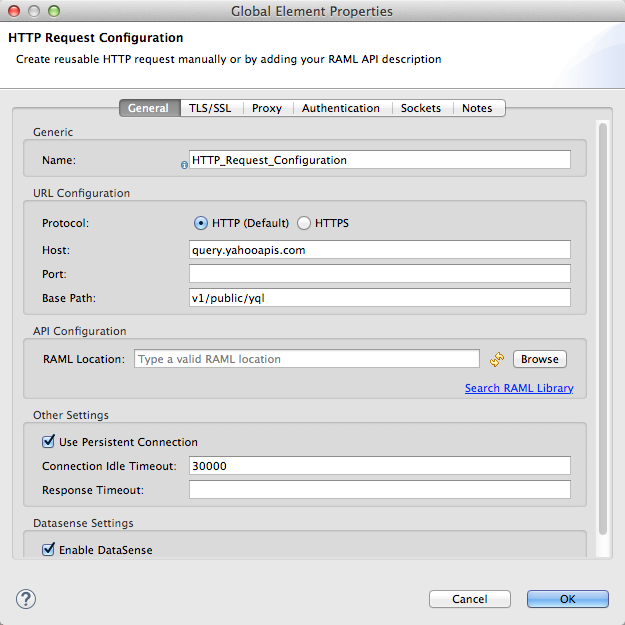 Global Element Properties
HTTP Request Configuration
Create reusable HTTP request manually or by adding your RAML API description
General TLS/SSL Proxy Authentication Sockets Notes
Generic
Name: HTTP_Request_Configuration
URL Configuration
Protocol: HTTP (Default) HTTPS
Host: query.yahooapis.com
Port:
Base Path: v1/public/yql
API Configuration
RAML Location: Type a valid RAML location Browse
Search RAML Library
Other Settings
Use Persistent Connection
Connection Idle Timeout: 30000
Response Timeout:
Datasense Settings
Enable DataSense
? Cancel OK